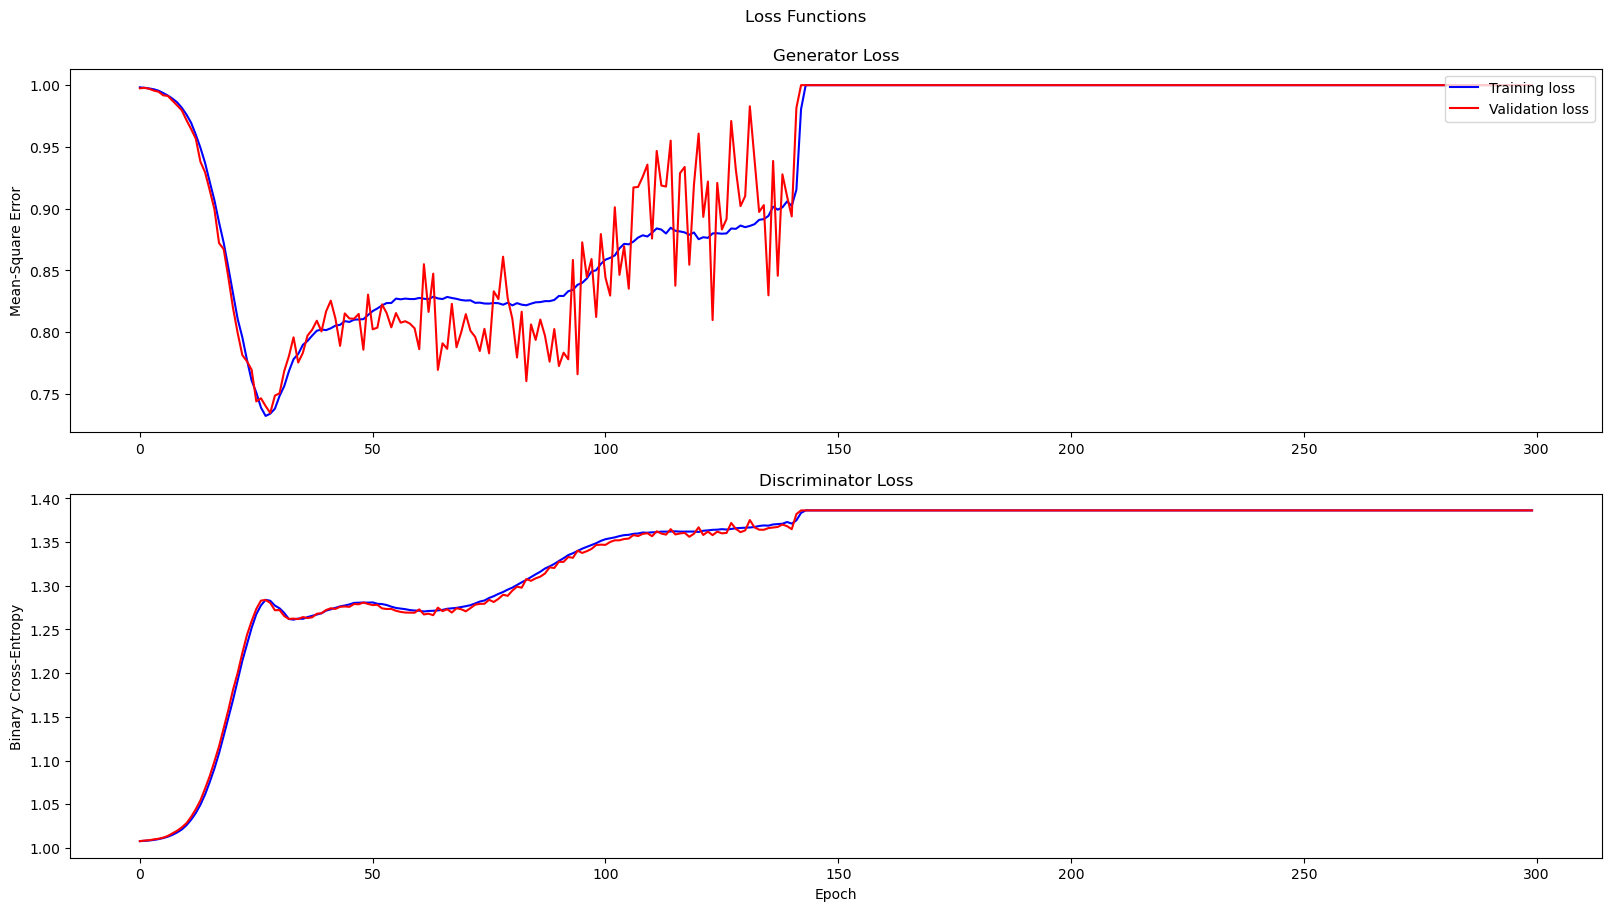 Loss Functions
Generator Loss
Mean-Square Error
1.00
0.95
0.90
0.85
0.80
0.75
Training loss
Validation loss
0 50 100 150 200 250 300
Discriminator Loss
Binary Cross-Entropy
1.40
1.35
1.30
1.25
1.20
1.15
1.10
1.05
1.00
0 50 100 150 200 250 300
Epoch